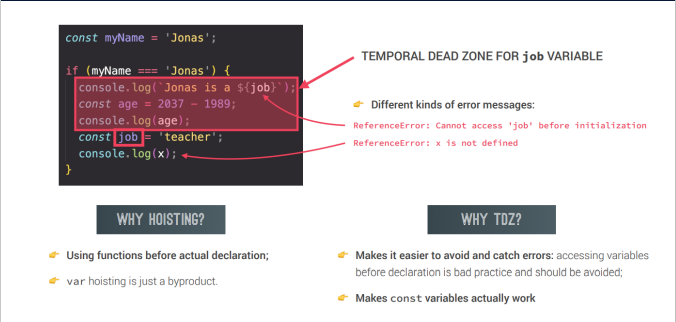 const myName = 'Jonas';
if (myName === 'Jonas') {
console.log(`Jonas is a ${job}`);
const age = 2037 - 1989;
console.log(age);
const job = 'teacher';
console.log(x);
}
TEMPORAL DEAD ZONE FOR job VARIABLE
👉 Different kinds of error messages:
ReferenceError: Cannot access 'job' before initialization
ReferenceError: x is not defined
WHY HOISTING?
👉 Using functions before actual declaration;
👉 var hoisting is just a byproduct.
WHY TDZ?
👉 Makes it easier to avoid and catch errors: accessing variables
before declaration is bad practice and should be avoided;
👉 Makes const variables actually work